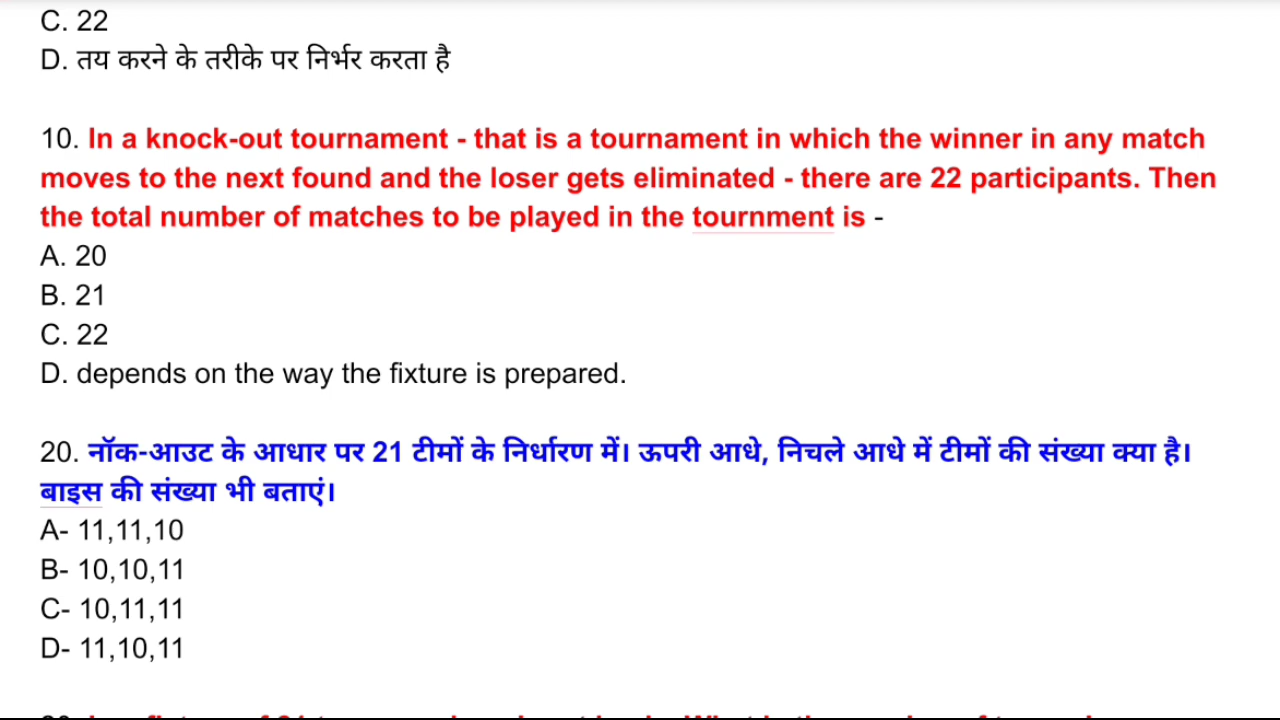 C. 22
D. तय करने के तरीके पर निर्भर करता है
10. In a knock-out tournament - that is a tournament in which the winner in any match
moves to the next found and the loser gets eliminated - there are 22 participants. Then
the total number of matches to be played in the tournment is -
A. 20
B. 21
C. 22
D. depends on the way the fixture is prepared.
20. नॉक-आउट के आधार पर 21 टीमों के निर्धारण में। ऊपरी आधे, निचले आधे में टीमों की संख्या क्या है।
बाइस की संख्या भी बताएं।
A- 11,11,10
B- 10,10,11
C- 10,11,11
D- 11,10,11